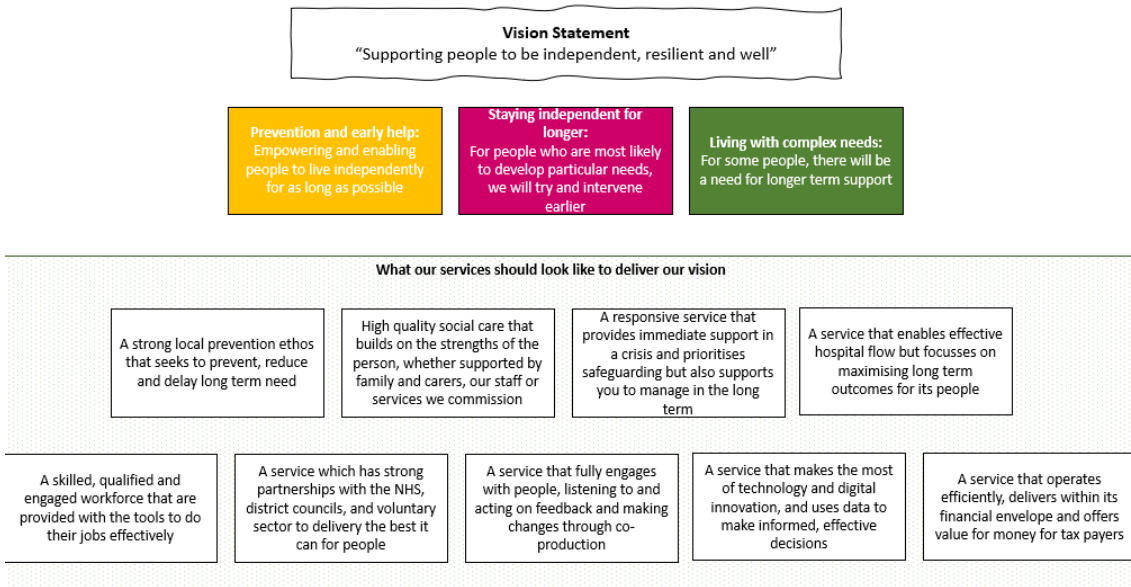 Vision Statement
“Supporting people to be independent, resilient and well”
Prevention and early help:
Empowering and enabling
people to live independently
for as long as possible
Staying independent for
longer:
For people who are most likely
to develop particular needs,
we will try and intervene
earlier
Living with complex needs:
For some people, there will be
a need for longer term support
What our services should look like to deliver our vision
A strong local prevention ethos
that seeks to prevent, reduce
and delay long term need
High quality social care that
builds on the strengths of the
person, whether supported by
family and carers, our staff or
services we commission
A responsive service that
provides immediate support in
a crisis and prioritises
safeguarding but also supports
you to manage in the long
term
A service that enables effective
hospital flow but focusses on
maximising long term
outcomes for its people
A skilled, qualified and
engaged workforce that are
provided with the tools to do
their jobs effectively
A service which has strong
partnerships with the NHS,
district councils, and voluntary
sector to delivery the best it
can for people
A service that fully engages
with people, listening to and
acting on feedback and making
changes through co-
production
A service that makes the most
of technology and digital
innovation, and uses data to
make informed, effective
decisions
A service that operates
efficiently, delivers within its
financial envelope and offers
value for money for tax payers